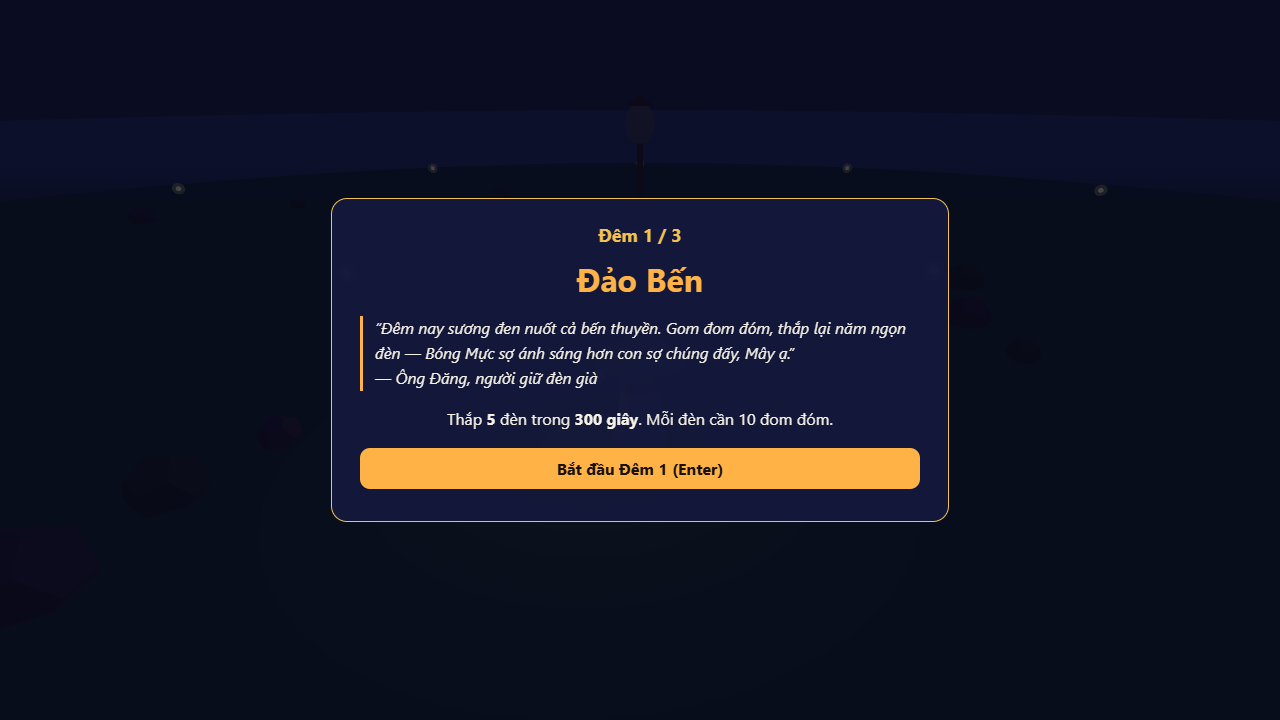 Đêm 1 / 3
Đảo Bến
“Đêm nay sương đen nuốt cả bến thuyền. Gom đom đóm, thắp lại năm ngọn
đèn — Bóng Mực sợ ánh sáng hơn con sợ chúng đấy, Mây ạ.”
— Ông Đăng, người giữ đèn già
Thắp 5 đèn trong 300 giây. Mỗi đèn cần 10 đom đóm.
Bắt đầu Đêm 1 (Enter)